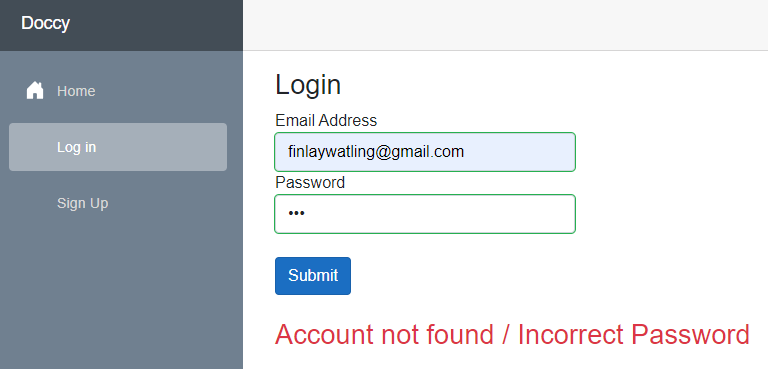 Doccy
Home
Log in
Sign Up
Login
Email Address
finlaywatling@gmail.com
Password
•••
Submit
Account not found / Incorrect Password